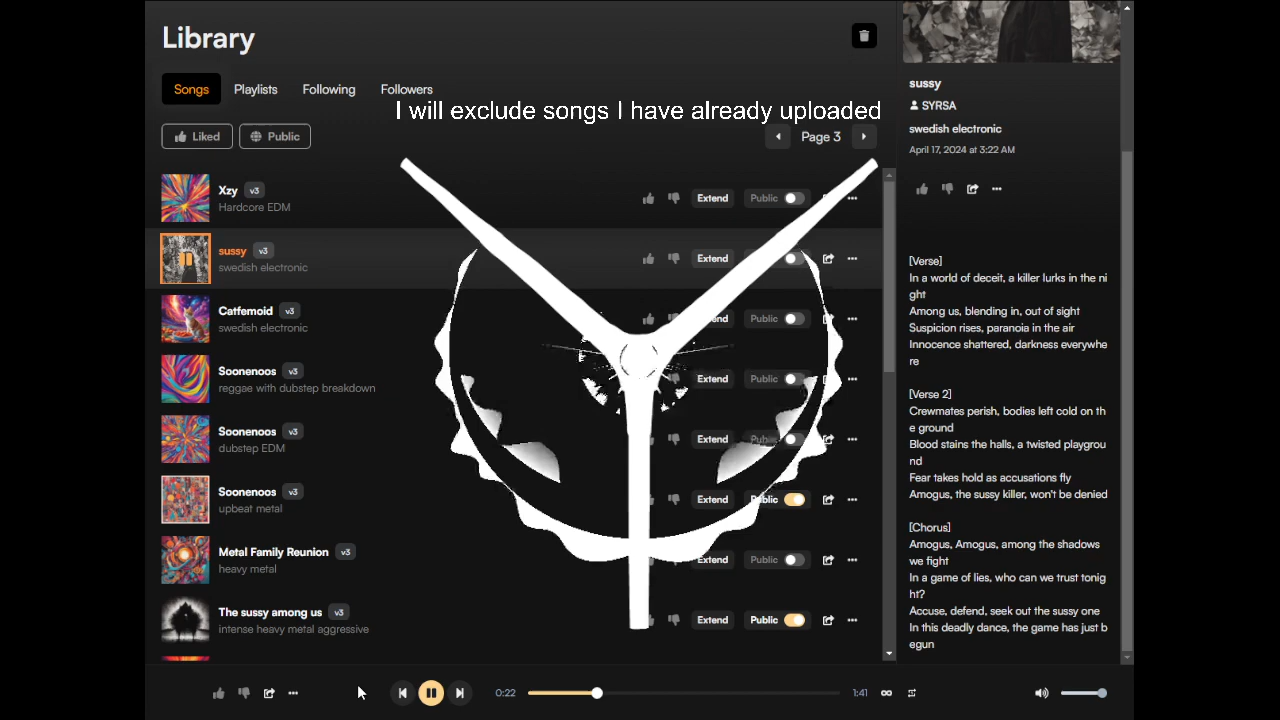 Library
Songs
Playlists
Following
Followers
I will exclude songs I have already uploaded
Liked
Public
Page 3
Xzy v3
Hardcore EDM
Extend Public
sussy v3
swedish electronic
Extend
Catfemoid v3
swedish electronic
Public
Soonenoos v3
reggae with dubstep breakdown
Extend Public
Soonenoos v3
dubstep EDM
Extend Public
Soonenoos v3
upbeat metal
Extend Public
Metal Family Reunion v3
heavy metal
Extend Public
The sussy among us v3
intense heavy metal aggressive
Extend Public
sussy
SYRSA
swedish electronic
April 17, 2024 at 3:22 AM
[Verse]
In a world of deceit, a killer lurks in the ni
ght
Among us, blending in, out of sight
Suspicion rises, paranoia in the air
Innocence shattered, darkness everywhe
re
[Verse 2]
Crewmates perish, bodies left cold on th
e ground
Blood stains the halls, a twisted playgrou
nd
Fear takes hold as accusations fly
Amogus, the sussy killer, won't be denied
[Chorus]
Amogus, Amogus, among the shadows
we fight
In a game of lies, who can we trust tonig
ht?
Accuse, defend, seek out the sussy one
In this deadly dance, the game has just b
egun
0:22
1:41